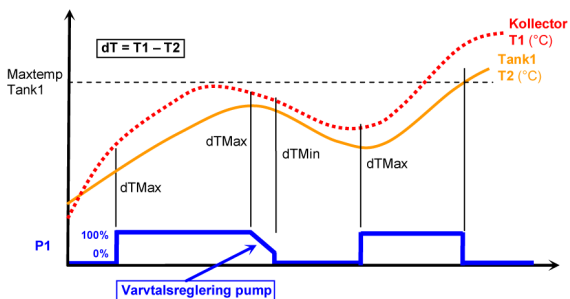 Kollector
T1 (°C)
dT = T1 – T2
Tank1
T2 (°C)
Maxtemp
Tank1
dTMax
dTMin
dTMax
dTMax
100%
P1
0%
Varvtalsreglering pump